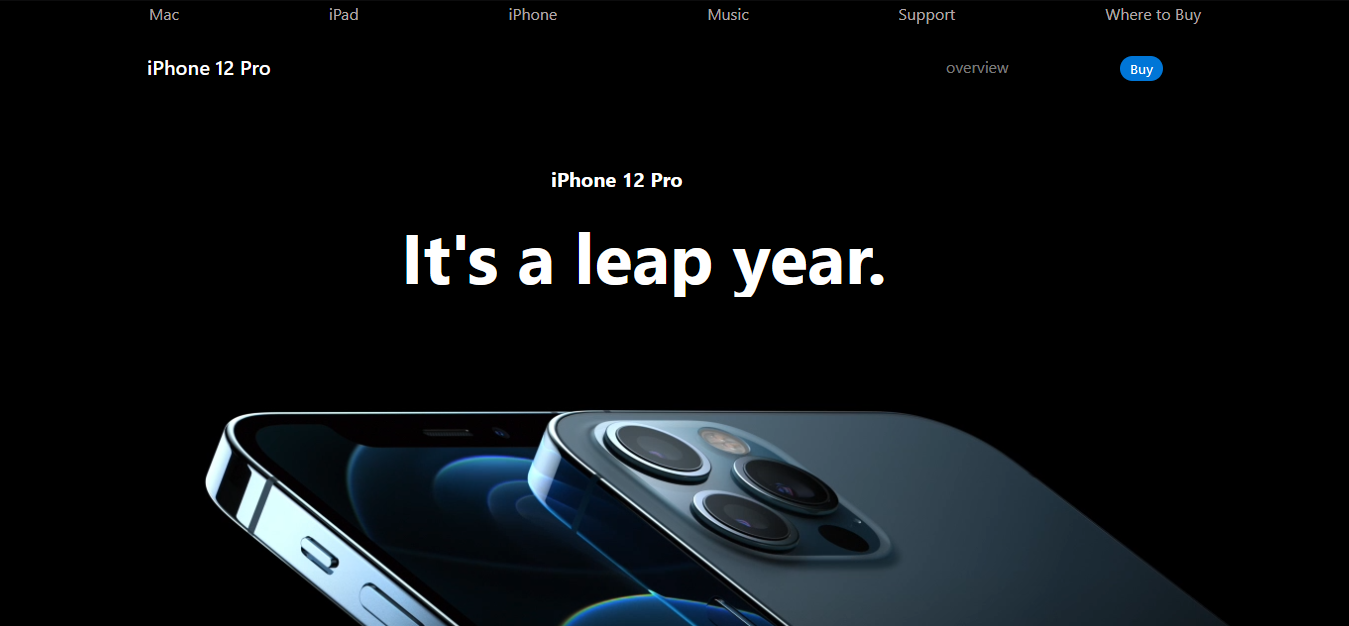 Mac iPad iPhone Music Support Where to Buy
iPhone 12 Pro overview Buy
iPhone 12 Pro
It's a leap year.